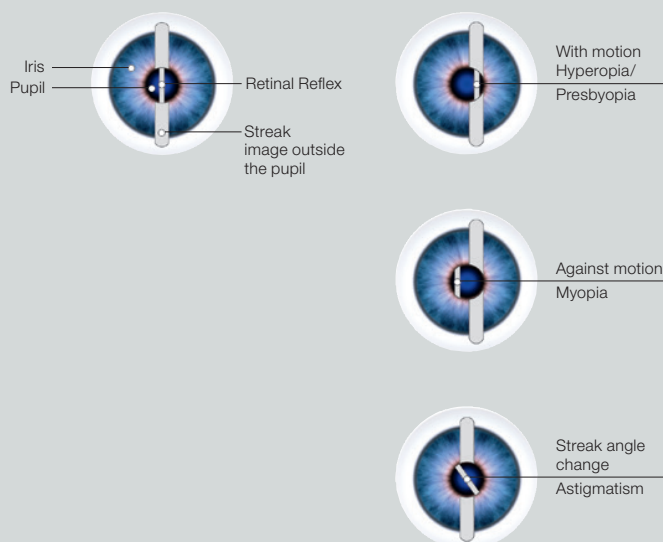 Iris
Pupil
Retinal Reflex
Streak
image outside
the pupil
With motion
Hyperopia/
Presbyopia
Against motion
Myopia
Streak angle
change
Astigmatism